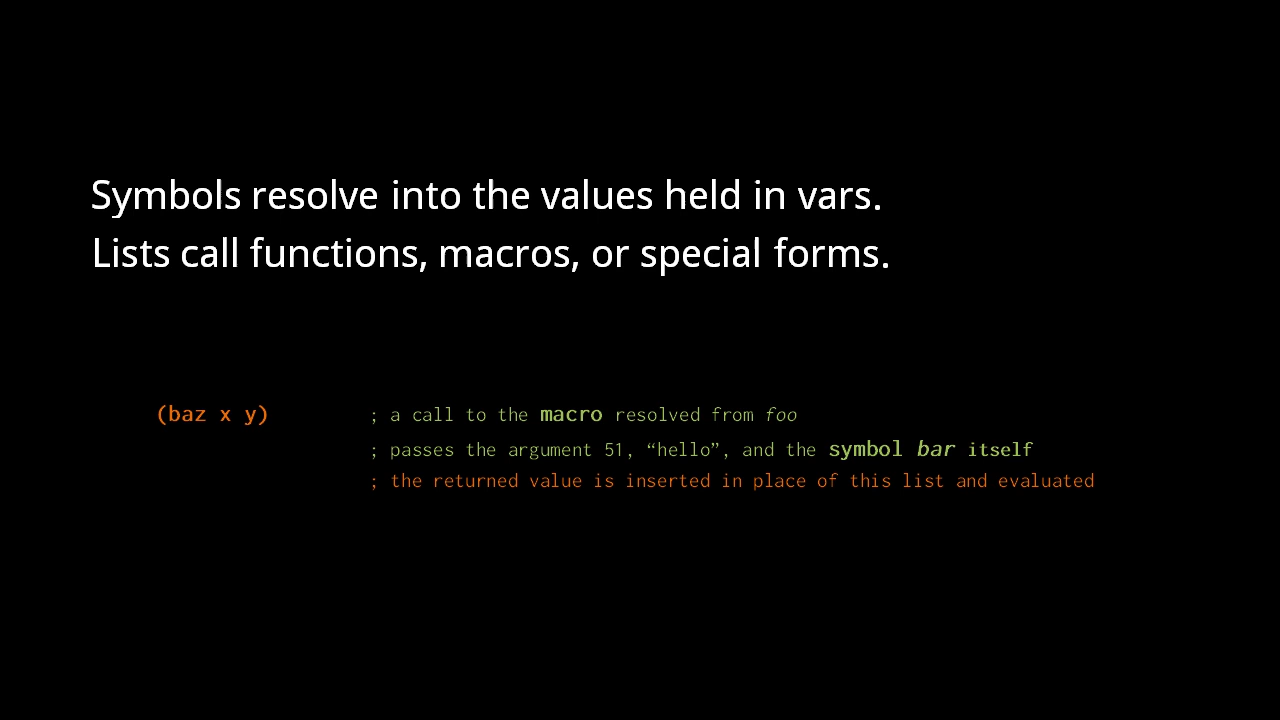 Symbols resolve into the values held in vars.
Lists call functions, macros, or special forms.
(baz x y) ; a call to the macro resolved from foo
; passes the argument 51, “hello”, and the symbol bar itself
; the returned value is inserted in place of this list and evaluated